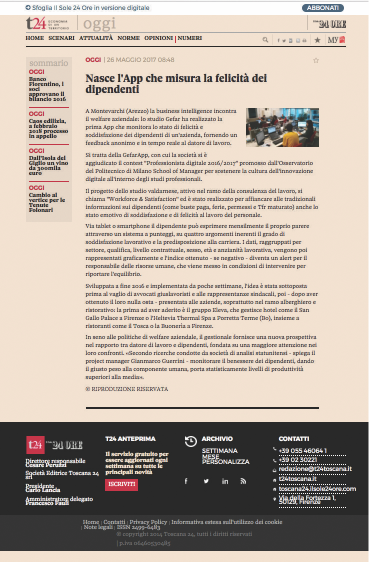 Sfoglia il Sole 24 Ore in versione digitale
ABBONATI
t24 ECONOMIA DI UN TERRITORIO oggi 24 ORE
HOME SCENARI ATTUALITÀ NORME OPINIONI | NUMERI
MY
sommario
OGGI
Banco
Fiorentino, i
soci
approvano il
bilancio 2016
OGGI
Caos edilizia,
a febbraio
2018 processo
in appello
OGGI
Dall'Isola del
Giglio un vino
da 300mila
euro
OGGI
Cambio al
vertice per le
Tenute
Folonari
OGGI | 26 MAGGIO 2017 08:48
Nasce l'App che misura la felicità dei
dipendenti
A Montevarchi (Arezzo) la business intelligence incontra
il welfare aziendale: lo studio Gefar ha realizzato la
prima App che monitora lo stato di felicità e
soddisfazione dei dipendenti di un'azienda, fornendo un
feedback anonimo e in tempo reale al datore di lavoro.
Si tratta della GefarApp, con cui la società si è
aggiudicato il contest "Professionista digitale 2016/2017" promosso dall'Osservatorio
del Politecnico di Milano School of Manager per sostenere la cultura dell'innovazione
digitale all'interno degli studi professionali.
Il progetto dello studio valdarnese, attivo nel ramo della consulenza del lavoro, si
chiama "Workforce & Satisfaction" ed è stato realizzato per affiancare alle tradizionali
informazioni sui dipendenti (come buste paga, ferie, permessi e Tfr maturato) anche lo
stato emotivo di soddisfazione e di felicità al lavoro del personale.
Via tablet o smartphone il dipendente può esprimere mensilmente il proprio parere
attraverso un sistema a punteggi, su quattro argomenti inerenti il grado di
soddisfazione lavorativo e la predisposizione alla carriera. I dati, raggruppati per
settore, qualifica, livello contrattuale, sesso, età e anzianità lavorativa, vengono poi
rappresentati graficamente e l'indice ottenuto - se negativo - diventa un alert per il
responsabile delle risorse umane, che viene messo in condizioni di intervenire per
riportare l'equilibrio.
Sviluppata a fine 2016 e implementata da poche settimane, l'idea è stata sottoposta
prima al vaglio di avvocati giuslavoristi e alle rappresentanze sindacali, poi - dopo aver
ottenuto il loro nulla osta - presentata alle aziende, soprattutto nel ramo alberghiero e
ristorativo: la prima ad aver aderito è il gruppo Kleva, che gestisce hotel come il San
Gallo Palace a Firenze o l'Helvetia Thermal Spa a Porretta Terme (Bo), insieme a
ristoranti come il Tosca o la Buoneria a Firenze.
In seno alle politiche di welfare aziendale, il gestionale fornisce una nuova prospettiva
nel rapporto tra datore di lavoro e dipendenti, fondata su una maggiore attenzione nei
loro confronti. «Secondo ricerche condotte da società di analisi statunitensi - spiega il
project manager Gianmarco Guerrini - monitorare il benessere dei dipendenti, dando
il giusto peso alla componente umana, porta statisticamente livelli di produttività
superiori alla media».
® RIPRODUZIONE RISERVATA
t24 24 ORE
Direttore responsabile
Cesare Peruzzi
Società Editrice Toscana 24
srl
Presidente
Carlo Lancia
Amministratore delegato
Francesco Fauli
T24 ANTEPRIMA
Il servizio gratuito per
essere aggiornati ogni
settimana su tutte le
principali novità
ISCRIVITI
ARCHIVIO
SETTIMANA
MESE
PERSONALIZZA
CONTATTI
+39 055 46064 1
+39 02 30221
redazione@t24toscana.it
t24toscana.it
toscana24.ilsole24ore.com
Via della Fortezza 1,
50129, Firenze
Home | Contatti | Privacy Policy | Informativa estesa sull'utilizzo dei cookie
| Note legali | ISSN 2499-6483
© copyright 2014 Toscana 24, tutti i diritti riservati